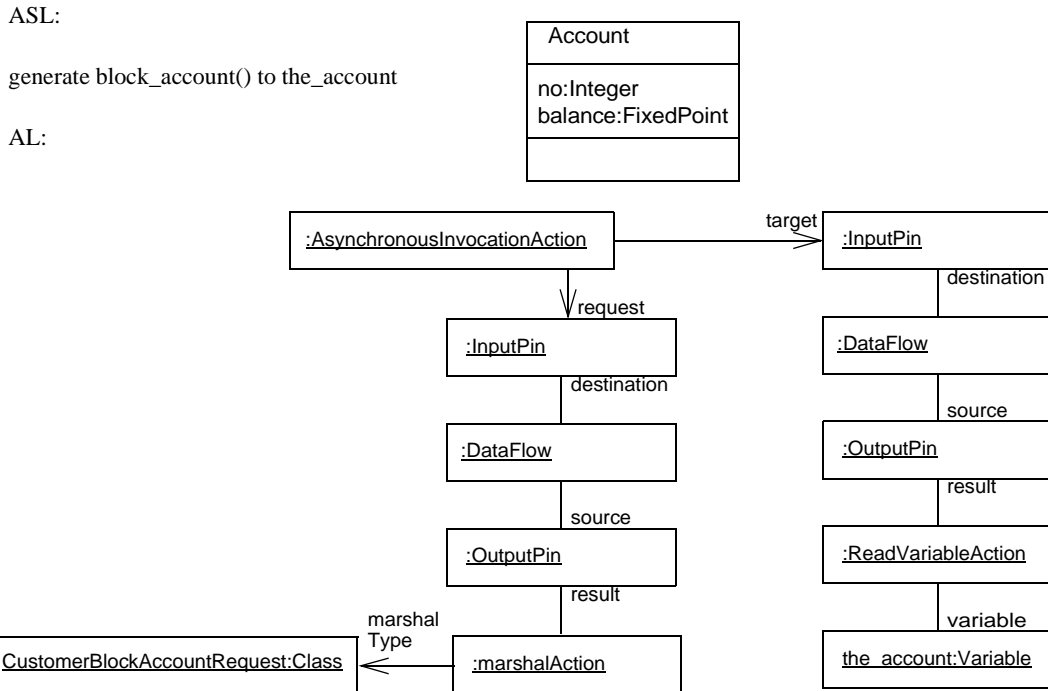 ASL:
Account
generate block_account() to the_account
no:Integer
balance:FixedPoint
AL:
target
:AsynchronousInvocationAction
:InputPin
destination
request
:InputPin
:DataFlow
destination
source
:DataFlow
:OutputPin
result
source
:OutputPin
:ReadVariableAction
result
marshal
Type
variable
CustomerBlockAccountRequest:Class
:marshalAction
the_account:Variable